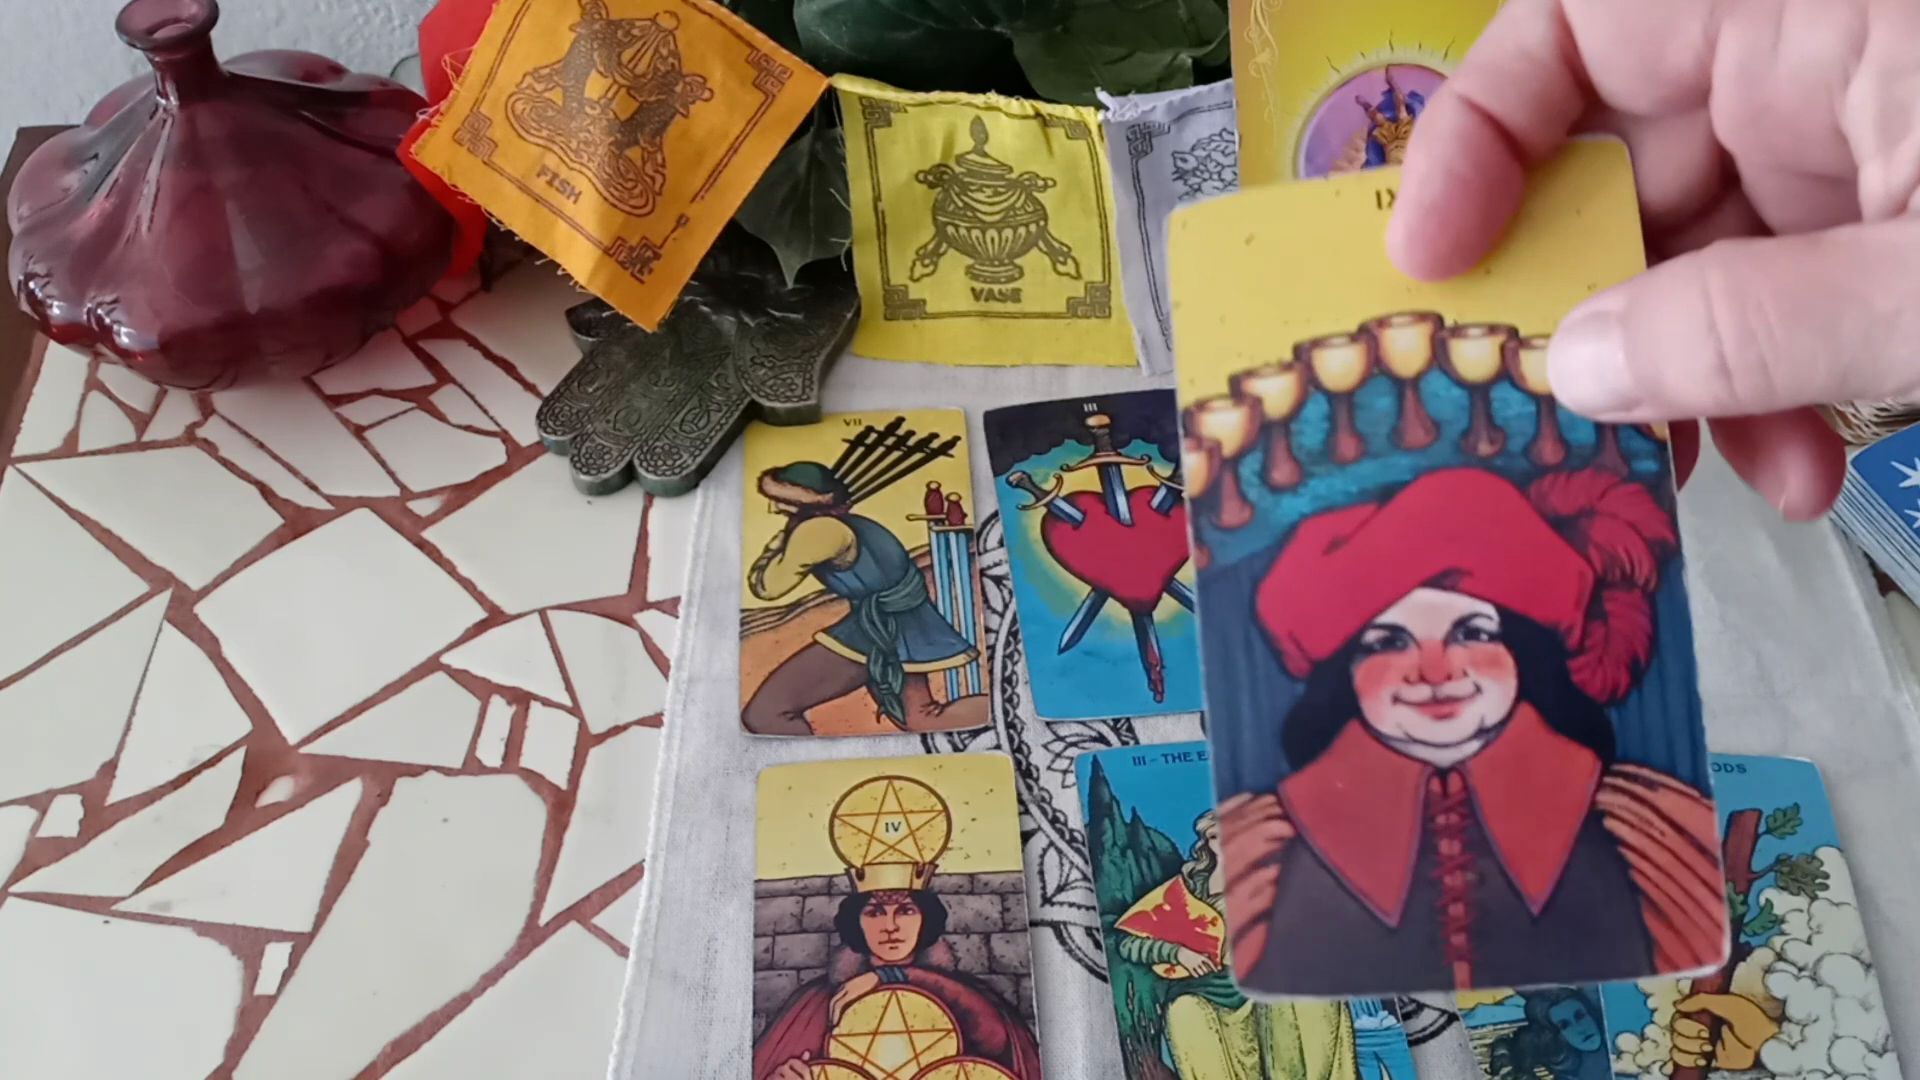 FISH
VASE
IX
VII
III
IV
III - THE E
ODS